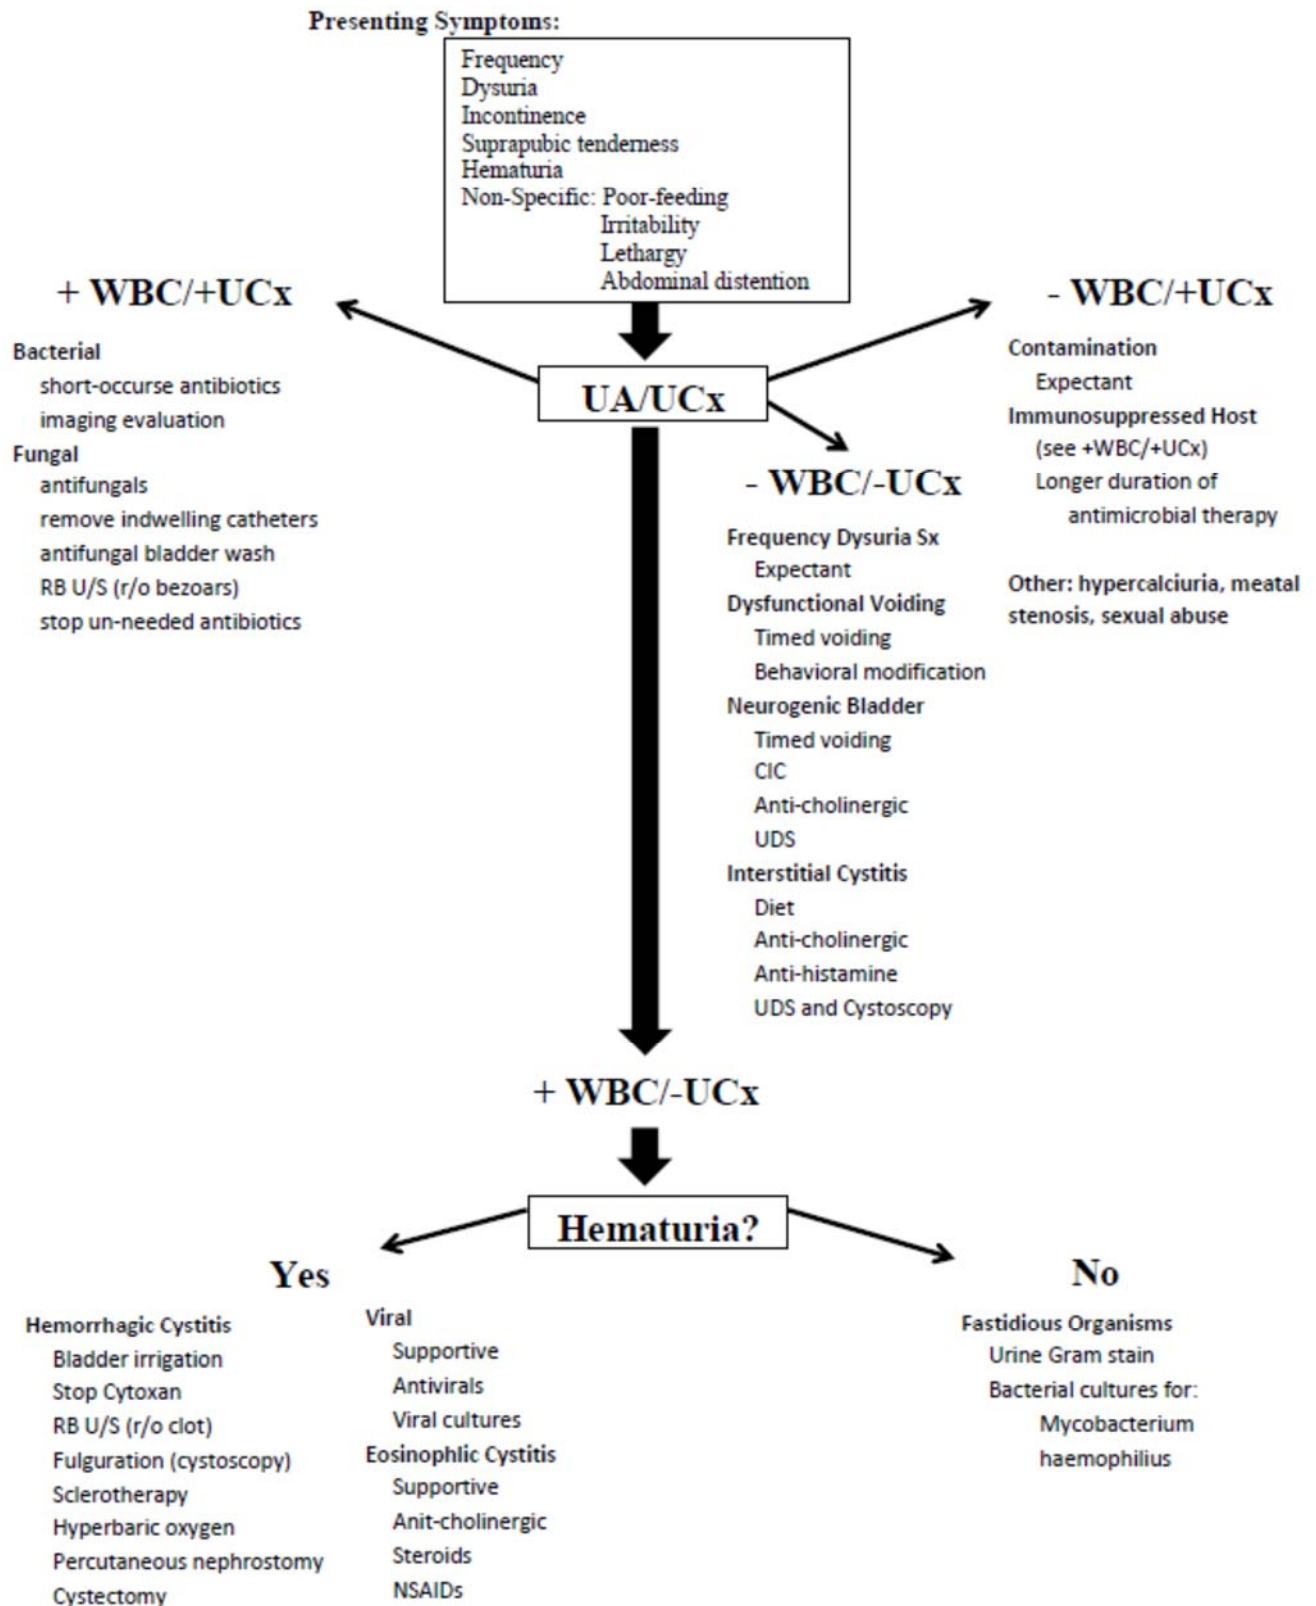 Presenting Symptoms:
Frequency
Dysuria
Incontinence
Suprapubic tenderness
Hematuria
Non-Specific: Poor-feeding
Irritability
Lethargy
Abdominal distention
UA/UCx
+ WBC/+UCx
Bacterial
short-occurse antibiotics
imaging evaluation
Fungal
antifungals
remove indwelling catheters
antifungal bladder wash
RB U/S (r/o bezoars)
stop un-needed antibiotics
- WBC/+UCx
Contamination
Expectant
Immunosuppressed Host
(see +WBC/+UCx)
Longer duration of
antimicrobial therapy
Other: hypercalciuria, meatal
stenosis, sexual abuse
- WBC/-UCx
Frequency Dysuria Sx
Expectant
Dysfunctional Voiding
Timed voiding
Behavioral modification
Neurogenic Bladder
Timed voiding
CIC
Anti-cholinergic
UDS
Interstitial Cystitis
Diet
Anti-cholinergic
Anti-histamine
UDS and Cystoscopy
+ WBC/-UCx
Hematuria?
Yes
Hemorrhagic Cystitis
Bladder irrigation
Stop Cytoxan
RB U/S (r/o clot)
Fulguration (cystoscopy)
Sclerotherapy
Hyperbaric oxygen
Percutaneous nephrostomy
Cystectomy
Viral
Supportive
Antivirals
Viral cultures
Eosinophlic Cystitis
Supportive
Anit-cholinergic
Steroids
NSAIDs
No
Fastidious Organisms
Urine Gram stain
Bacterial cultures for:
Mycobacterium
haemophilius